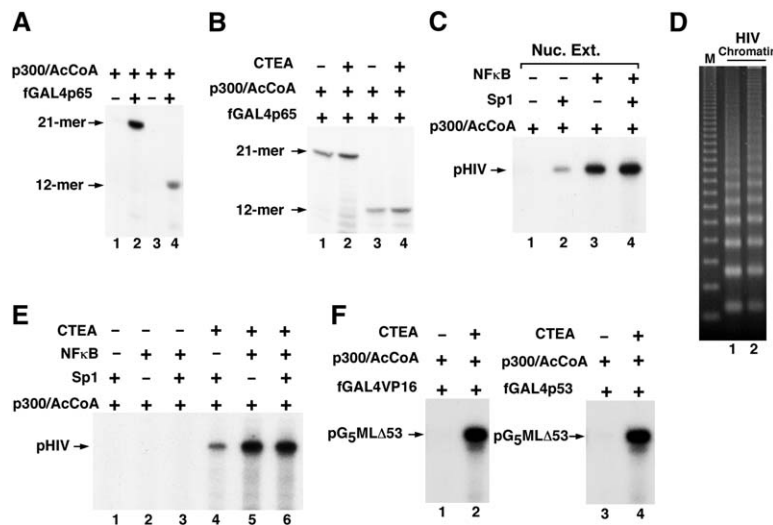 A
p300/AcCoA + + + +
fGAL4p65 – + – +
21-mer
12-mer
1 2 3 4
B
CTEA – + – +
p300/AcCoA + + + +
fGAL4p65 + + + +
21-mer
12-mer
1 2 3 4
C
Nuc. Ext.
NFκB – – + +
Sp1 – + – +
p300/AcCoA + + + +
pHIV
1 2 3 4
D
HIV
M Chromatin
1 2
E
CTEA – – – + + +
NFκB – + + – + +
Sp1 + – + + – +
p300/AcCoA + + + + + +
pHIV
1 2 3 4 5 6
F
CTEA – +
p300/AcCoA + +
fGAL4VP16 + +
pG5MLΔ53
1 2
CTEA – +
p300/AcCoA + +
fGAL4p53 + +
pG5MLΔ53
3 4